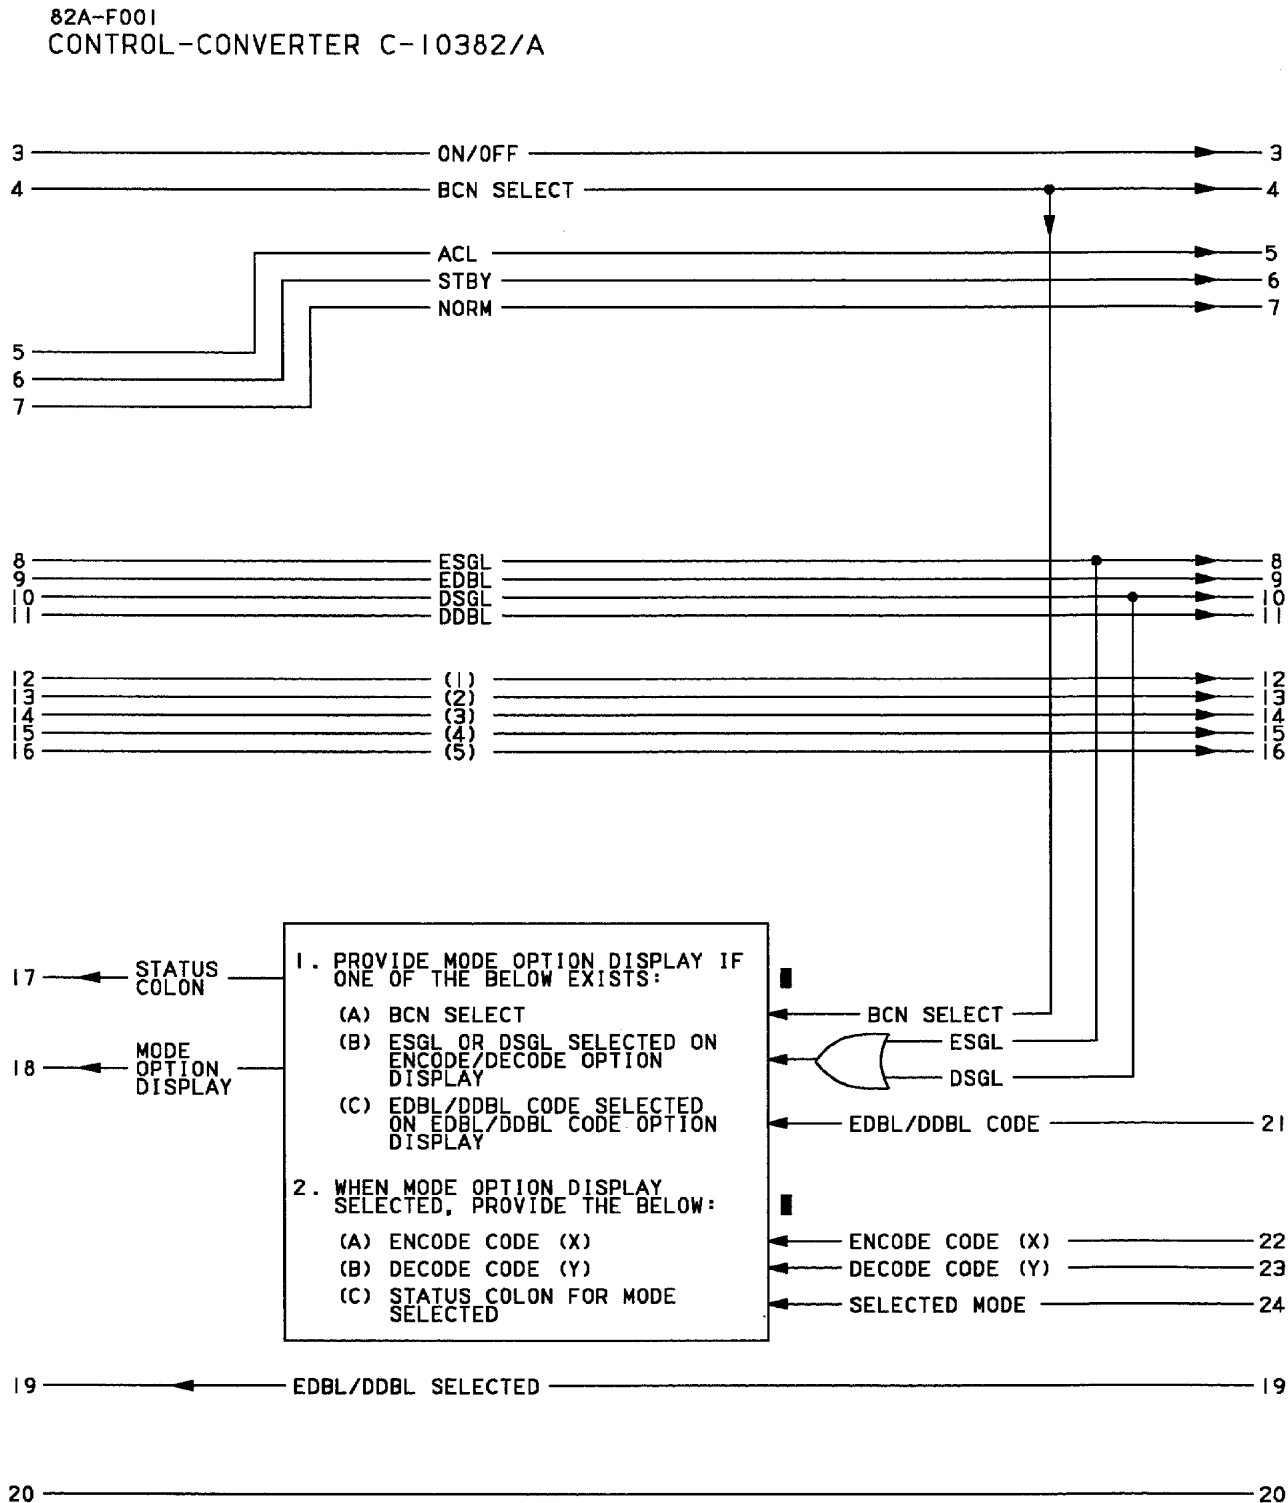 82A-F001
CONTROL-CONVERTER C-10382/A
3 ON/OFF 3
4 BCN SELECT 4
ACL 5
STBY 6
NORM 7
5
6
7
8 ESGL 8
9 EDBL 9
10 DSGL 10
11 DDBL 11
12 (1) 12
13 (2) 13
14 (3) 14
15 (4) 15
16 (5) 16
17 STATUS
COLON
18 MODE
OPTION
DISPLAY
1. PROVIDE MODE OPTION DISPLAY IF
ONE OF THE BELOW EXISTS:
(A) BCN SELECT
(B) ESGL OR DSGL SELECTED ON
ENCODE/DECODE OPTION
DISPLAY
(C) EDBL/DDBL CODE SELECTED
ON EDBL/DDBL CODE OPTION
DISPLAY
2. WHEN MODE OPTION DISPLAY
SELECTED, PROVIDE THE BELOW:
(A) ENCODE CODE (X)
(B) DECODE CODE (Y)
(C) STATUS COLON FOR MODE
SELECTED
BCN SELECT
ESGL
DSGL
EDBL/DDBL CODE 21
ENCODE CODE (X) 22
DECODE CODE (Y) 23
SELECTED MODE 24
19 EDBL/DDBL SELECTED 19
20 20